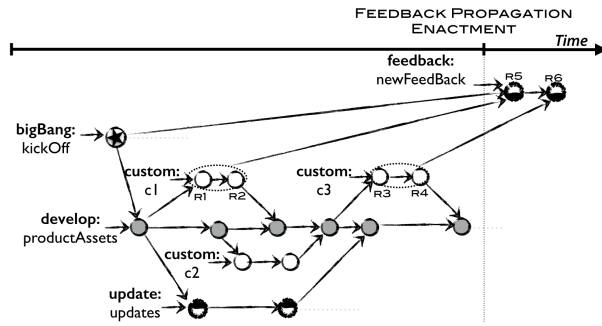 FEEDBACK PROPAGATION
ENACTMENT
Time
feedback:
newFeedBack
R5
R6
bigBang:
kickOff
custom:
c1
R1
R2
custom:
c3
R3
R4
develop:
productAssets
custom:
c2
update:
updates